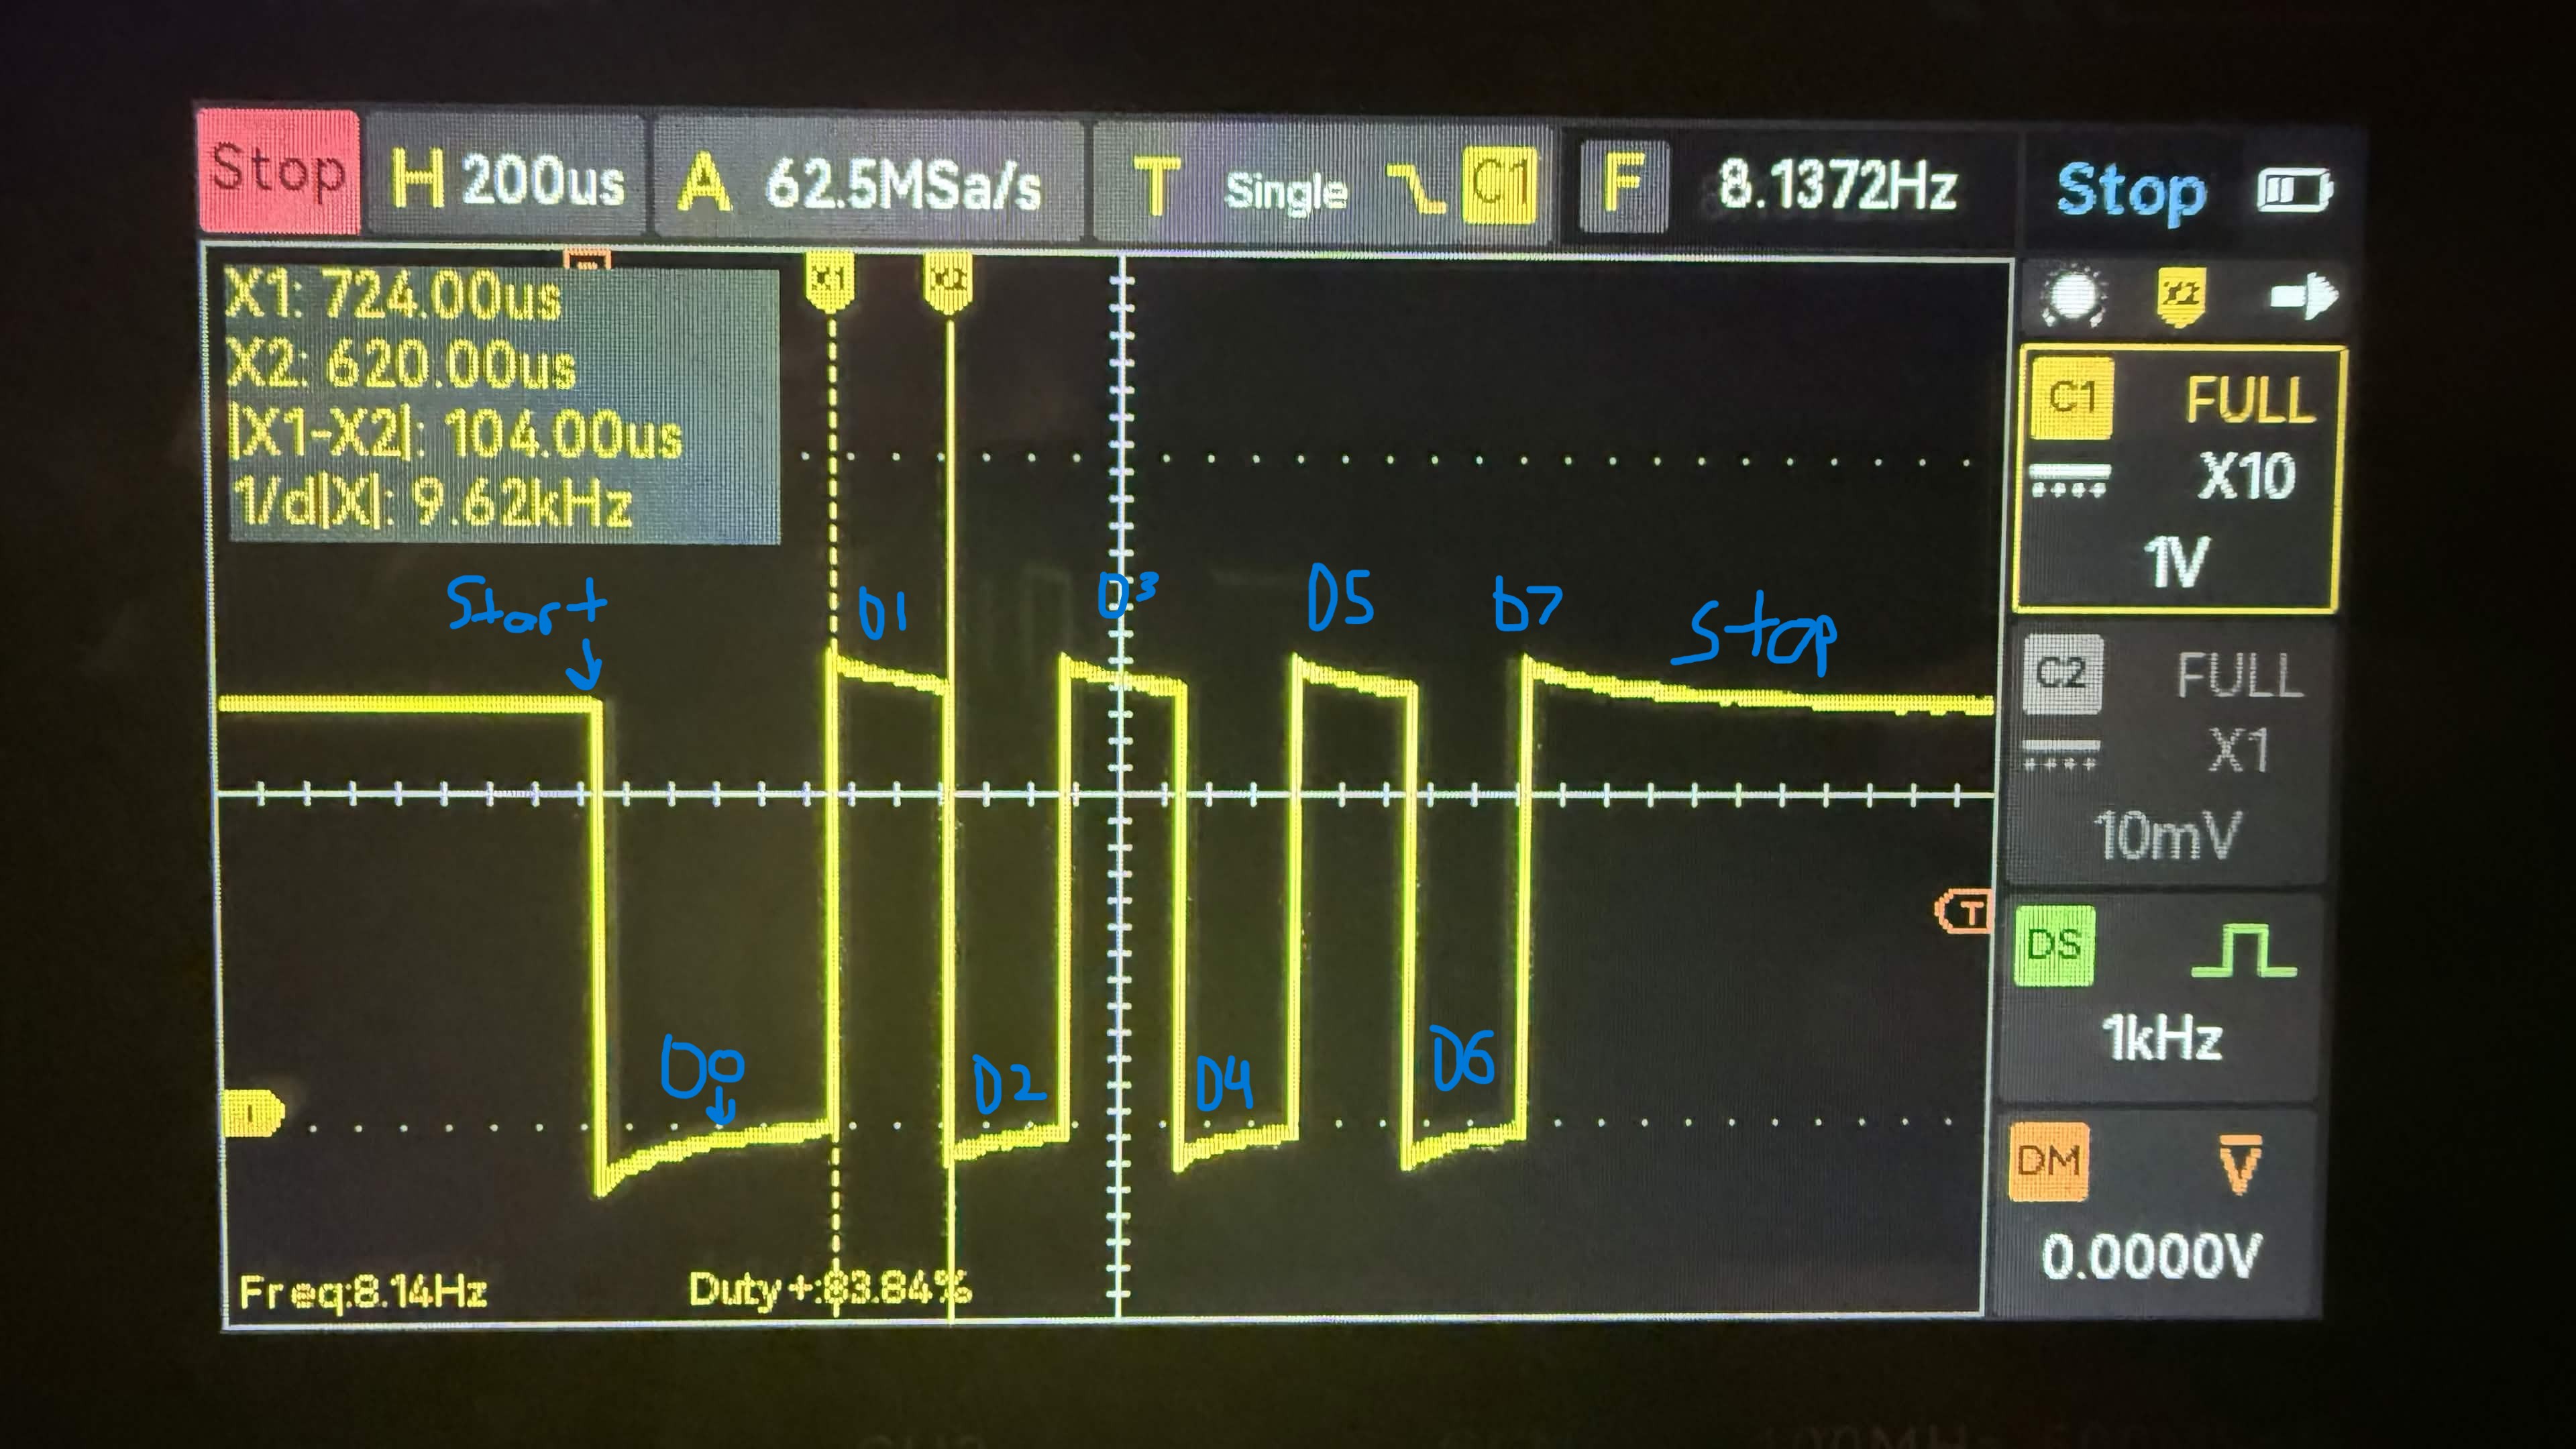 Stop H 200us A 62.5MSa/s T Single C1 F 8.1372Hz Stop
X1 X2
X1: 724.00us
X2: 620.00us
|X1-X2|: 104.00us
1/d|X|: 9.62kHz
X2
C1 FULL
X10
1V
Start
D1
D3
D5
D7
Stop
C2 FULL
X1
10mV
T
DS
1kHz
1
D0
D2
D4
D6
DM V
0.0000V
Freq:8.14Hz Duty+:83.84%